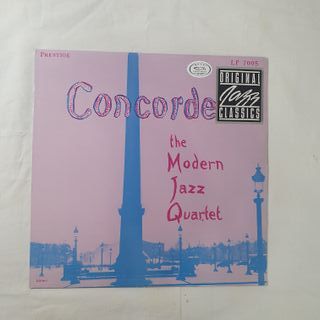 PRESTIGE
LP 7005
Concorde
ORIGINAL
Jazz
CLASSICS
the
Modern
Jazz
Quartet